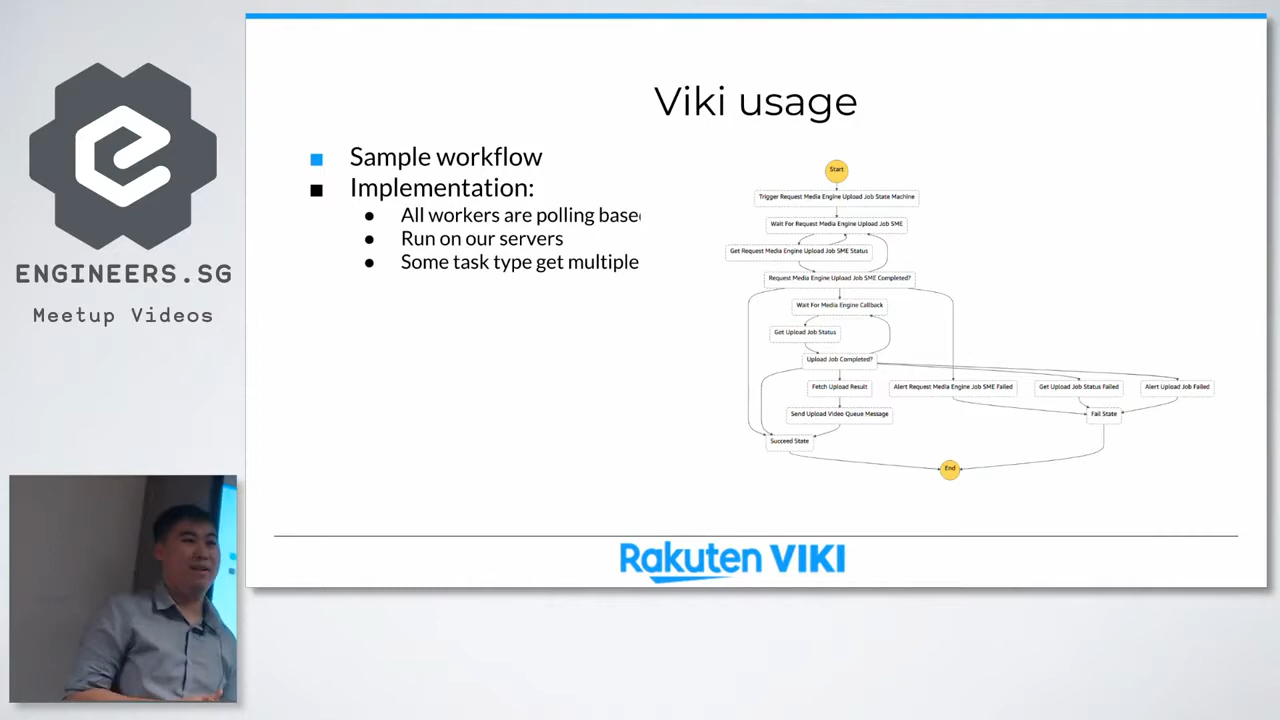 Viki usage
Sample workflow
Implementation:
All workers are polling base
Run on our servers
Some task type get multiple
Start
Trigger Request Media Engine Upload Job State Machine
Wait For Request Media Engine Upload Job SME
Get Request Media Engine Upload Job SME Status
Request Media Engine Upload Job SME Completed?
Wait For Media Engine Callback
Get Upload Job Status
Upload Job Completed?
Fetch Upload Result
Alert Request Media Engine Job SME Failed
Get Upload Job Status Failed
Alert Upload Job Failed
Send Upload Video Queue Message
Fail State
Succeed State
End
ENGINEERS.SG
Meetup Videos
Rakuten VIKI